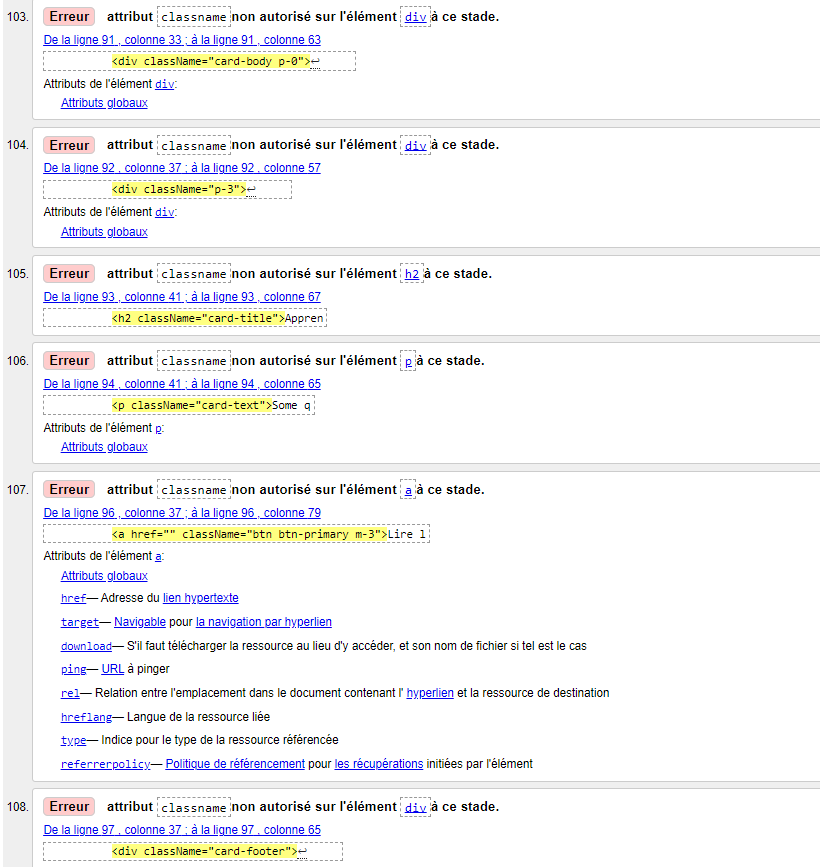 103. Erreur attribut classname non autorisé sur l'élément div à ce stade.
De la ligne 91 , colonne 33 ; à la ligne 91 , colonne 63
<div className="card-body p-0">↩
Attributs de l'élément div:
Attributs globaux
104. Erreur attribut classname non autorisé sur l'élément div à ce stade.
De la ligne 92 , colonne 37 ; à la ligne 92 , colonne 57
<div className="p-3">↩
Attributs de l'élément div:
Attributs globaux
105. Erreur attribut classname non autorisé sur l'élément h2 à ce stade.
De la ligne 93 , colonne 41 ; à la ligne 93 , colonne 67
<h2 className="card-title">Appren
106. Erreur attribut classname non autorisé sur l'élément p à ce stade.
De la ligne 94 , colonne 41 ; à la ligne 94 , colonne 65
<p className="card-text">Some q
Attributs de l'élément p:
Attributs globaux
107. Erreur attribut classname non autorisé sur l'élément a à ce stade.
De la ligne 96 , colonne 37 ; à la ligne 96 , colonne 79
<a href="" className="btn btn-primary m-3">Lire l
Attributs de l'élément a:
Attributs globaux
href— Adresse du lien hypertexte
target— Navigable pour la navigation par hyperlien
download— S'il faut télécharger la ressource au lieu d'y accéder, et son nom de fichier si tel est le cas
ping— URL à pinger
rel— Relation entre l'emplacement dans le document contenant l' hyperlien et la ressource de destination
hreflang— Langue de la ressource liée
type— Indice pour le type de la ressource référencée
referrerpolicy— Politique de référencement pour les récupérations initiées par l'élément
108. Erreur attribut classname non autorisé sur l'élément div à ce stade.
De la ligne 97 , colonne 37 ; à la ligne 97 , colonne 65
<div className="card-footer">↩